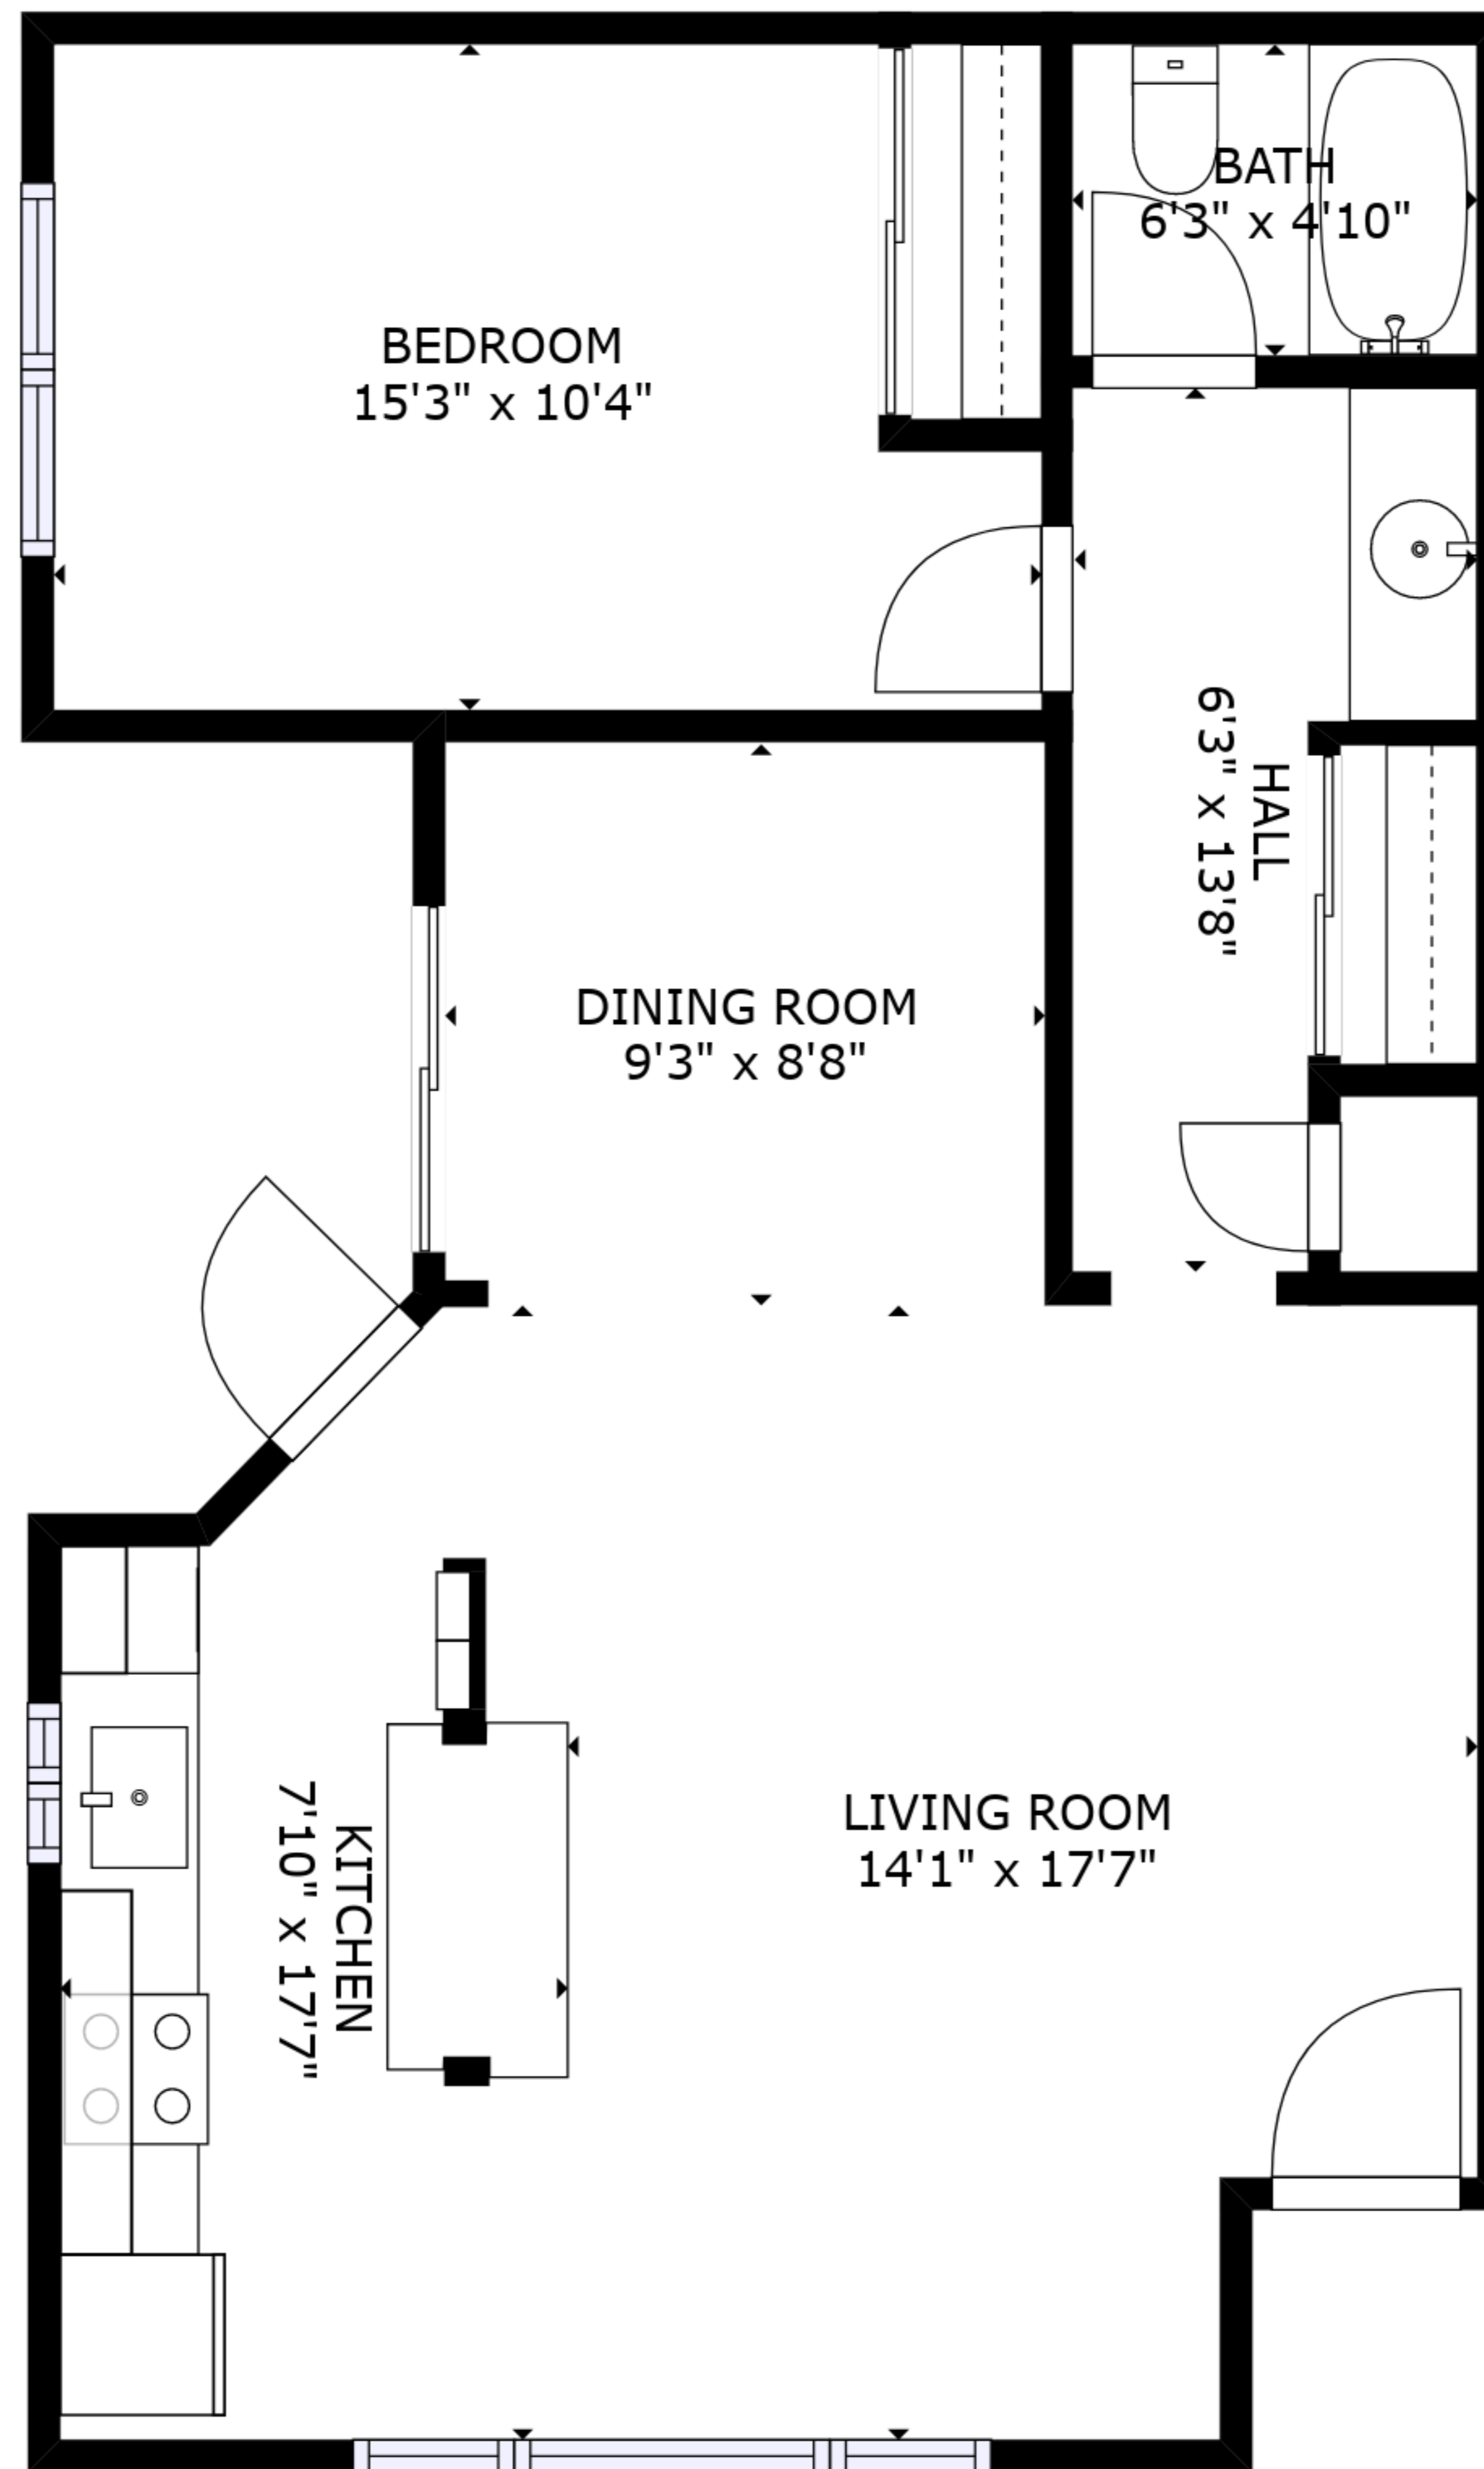 BATH
6'3" x 4'10"
BEDROOM
15'3" x 10'4"
HALL
6'3" x 13'8"
DINING ROOM
9'3" x 8'8"
LIVING ROOM
14'1" x 17'7"
KITCHEN
7'10" x 17'7"